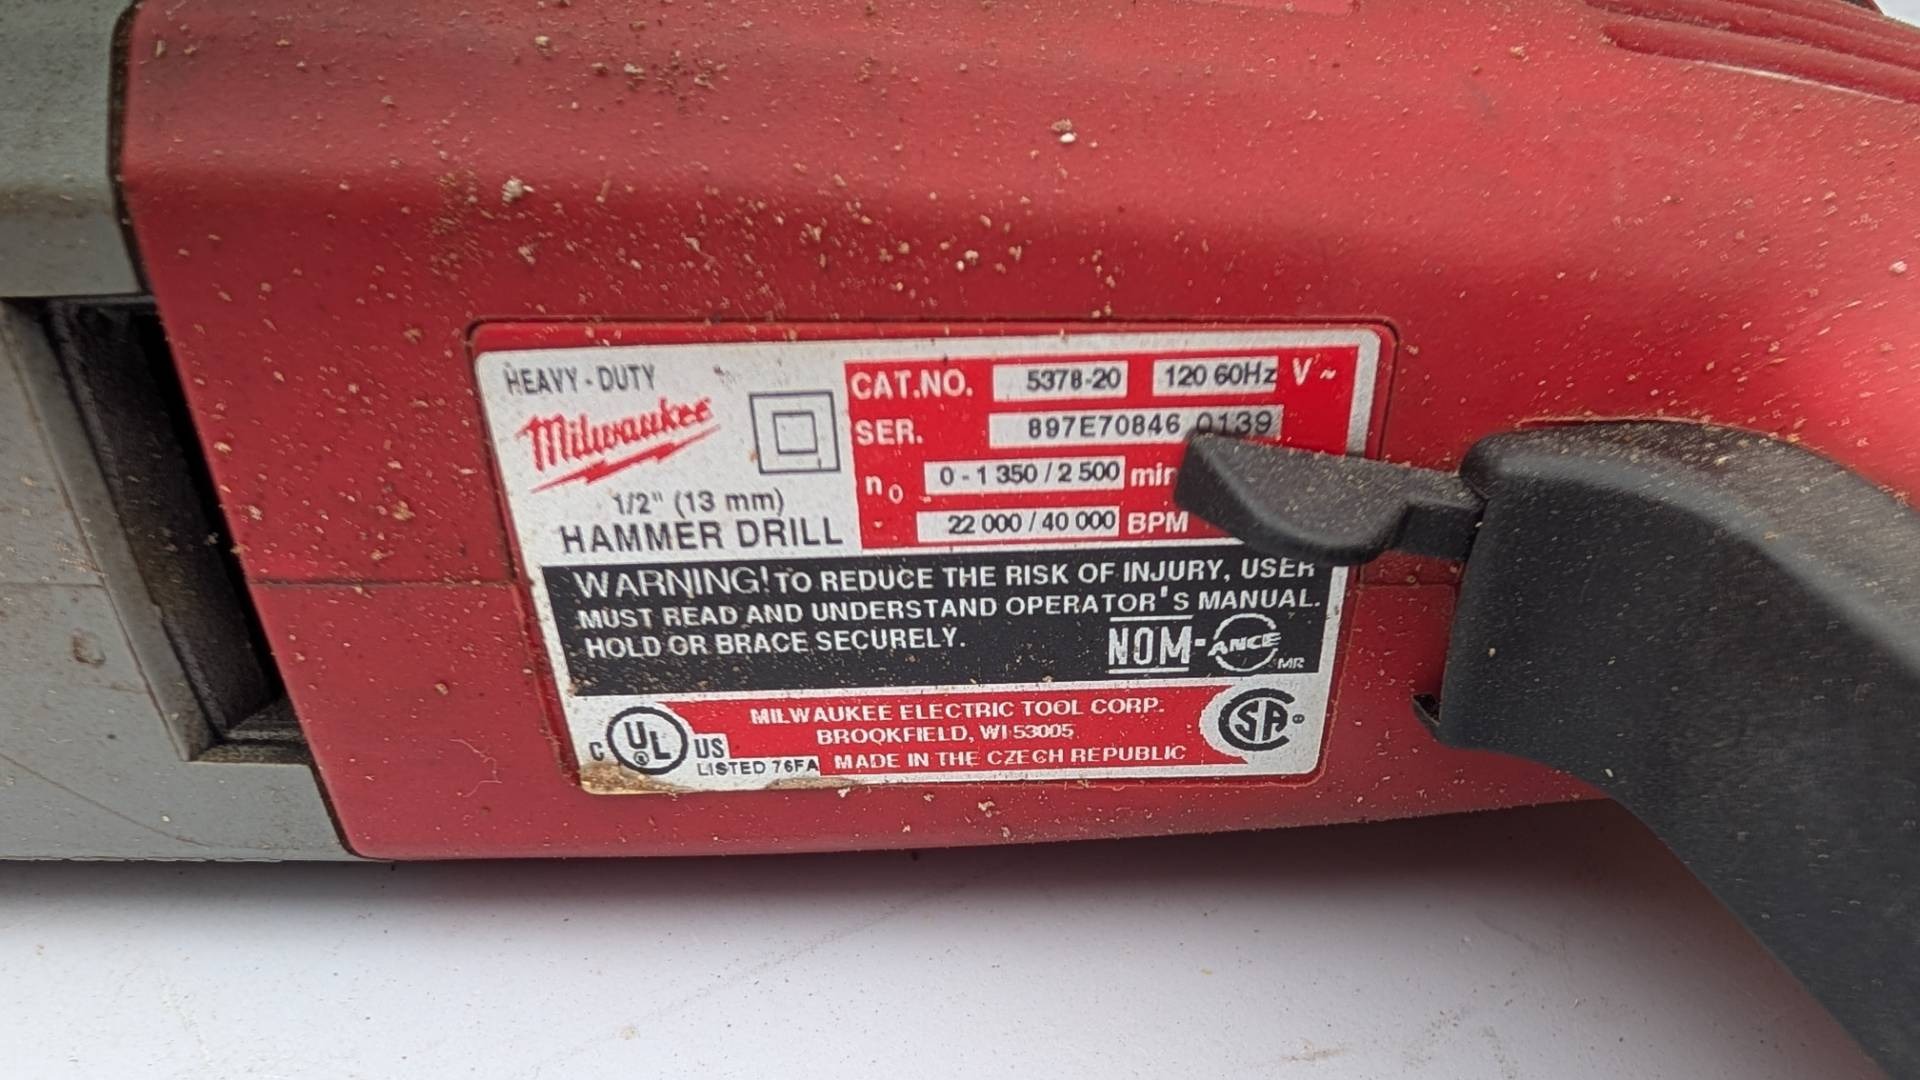 HEAVY-DUTY
Milwaukee
1/2" (13 mm)
HAMMER DRILL
CAT.NO. 5378-20 120 60Hz V~
SER. 897E70846 0139
n0 0-1 350 / 2 500
22 000 / 40 000 BPM
WARNING! TO REDUCE THE RISK OF INJURY, USER
MUST READ AND UNDERSTAND OPERATOR'S MANUAL.
HOLD OR BRACE SECURELY.
NOM-ANCE MR
C UL ® US
LISTED 76FA
MILWAUKEE ELECTRIC TOOL CORP.
BROOKFIELD, WI 53005
MADE IN THE CZECH REPUBLIC
SA